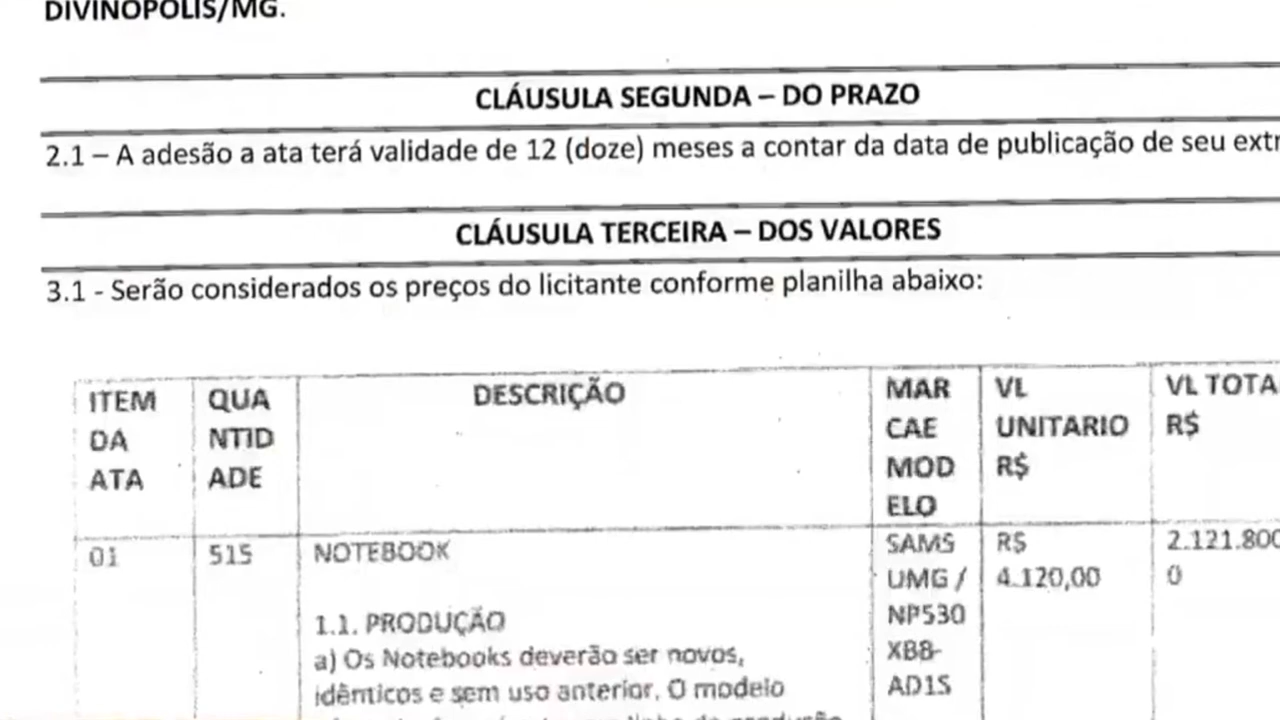 DIVINÓPOLIS/MG.
CLÁUSULA SEGUNDA – DO PRAZO
2.1 – A adesão a ata terá validade de 12 (doze) meses a contar da data de publicação de seu extr
CLÁUSULA TERCEIRA – DOS VALORES
3.1 - Serão considerados os preços do licitante conforme planilha abaixo:
ITEM
DA
ATA
QUA
NTID
ADE
DESCRIÇÃO
MAR
CAE
MOD
ELO
VL
UNITARIO
R$
VL TOTA
R$
01
515
NOTEBOOK
1.1. PRODUÇÃO
a) Os Notebooks deverão ser novos,
idênticos e sem uso anterior. O modelo
SAMS
UMG /
NP530
XBB-
AD1S
R$
4.120,00
2.121.800
0